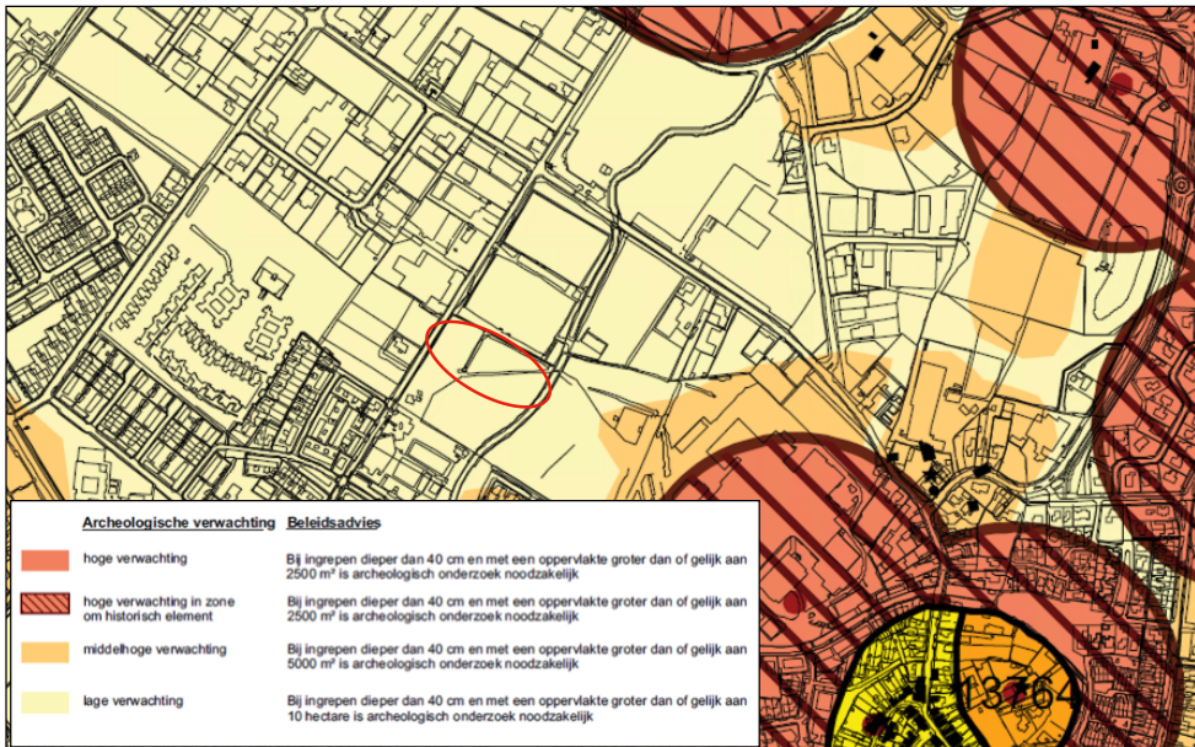 13764
Archeologische verwachting Beleidsadvies
hoge verwachting Bij ingrepen dieper dan 40 cm en met een oppervlakte groter dan of gelijk aan
2500 m² is archeologisch onderzoek noodzakelijk
hoge verwachting in zone Bij ingrepen dieper dan 40 cm en met een oppervlakte groter dan of gelijk aan
om historisch element 2500 m² is archeologisch onderzoek noodzakelijk
middelhoge verwachting Bij ingrepen dieper dan 40 cm en met een oppervlakte groter dan of gelijk aan
5000 m² is archeologisch onderzoek noodzakelijk
lage verwachting Bij ingrepen dieper dan 40 cm en met een oppervlakte groter dan of gelijk aan
10 hectare is archeologisch onderzoek noodzakelijk